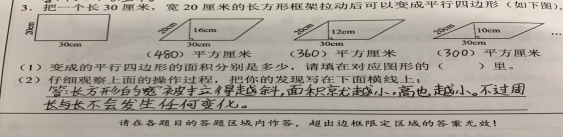 3．把一个长30厘米，宽20厘米的长方形框架拉动后可以变成平行四边形（如下图）。
20cm 20cm 16cm 20cm 12cm 20cm 10cm …
30cm 30cm 30cm 30cm
（480）平方厘米 （360）平方厘米 （300）平方厘米
（1）变成的平行四边形的面积分别是多少，请填在对应图形的（ ）里。
（2）仔细观察上面的操作过程，把你的发现写在下面横线上：
答：长方形的被拉得越斜，面积就越小，高也越小。不过周
长与长不会发生任何变化。
请在各题目的答题区域内作答，超出边框限定区域的答案无效！